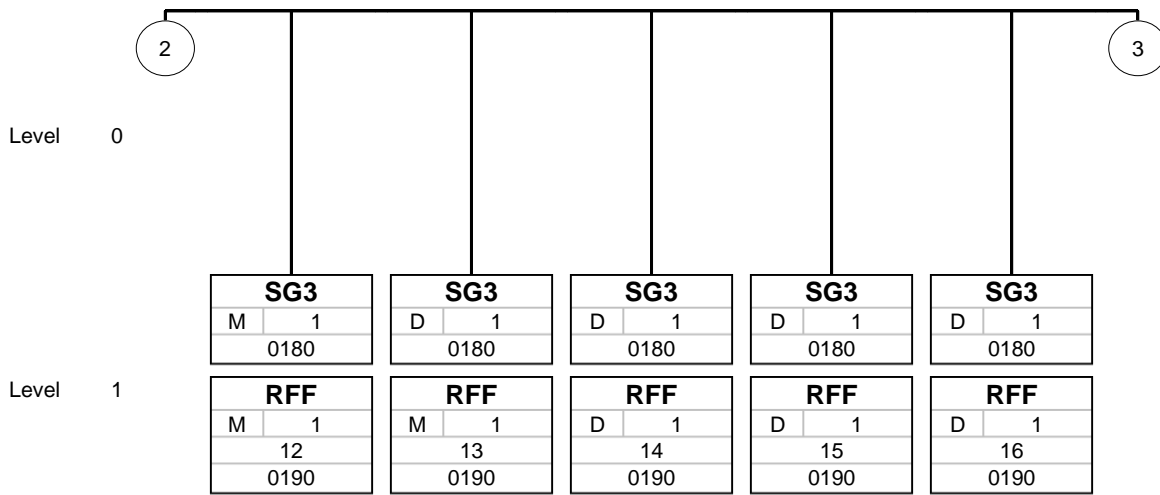 2 3
Level 0
SG3 SG3 SG3 SG3 SG3
M 1 D 1 D 1 D 1 D 1
0180 0180 0180 0180 0180
Level 1
RFF RFF RFF RFF RFF
M 1 M 1 D 1 D 1 D 1
12 13 14 15 16
0190 0190 0190 0190 0190